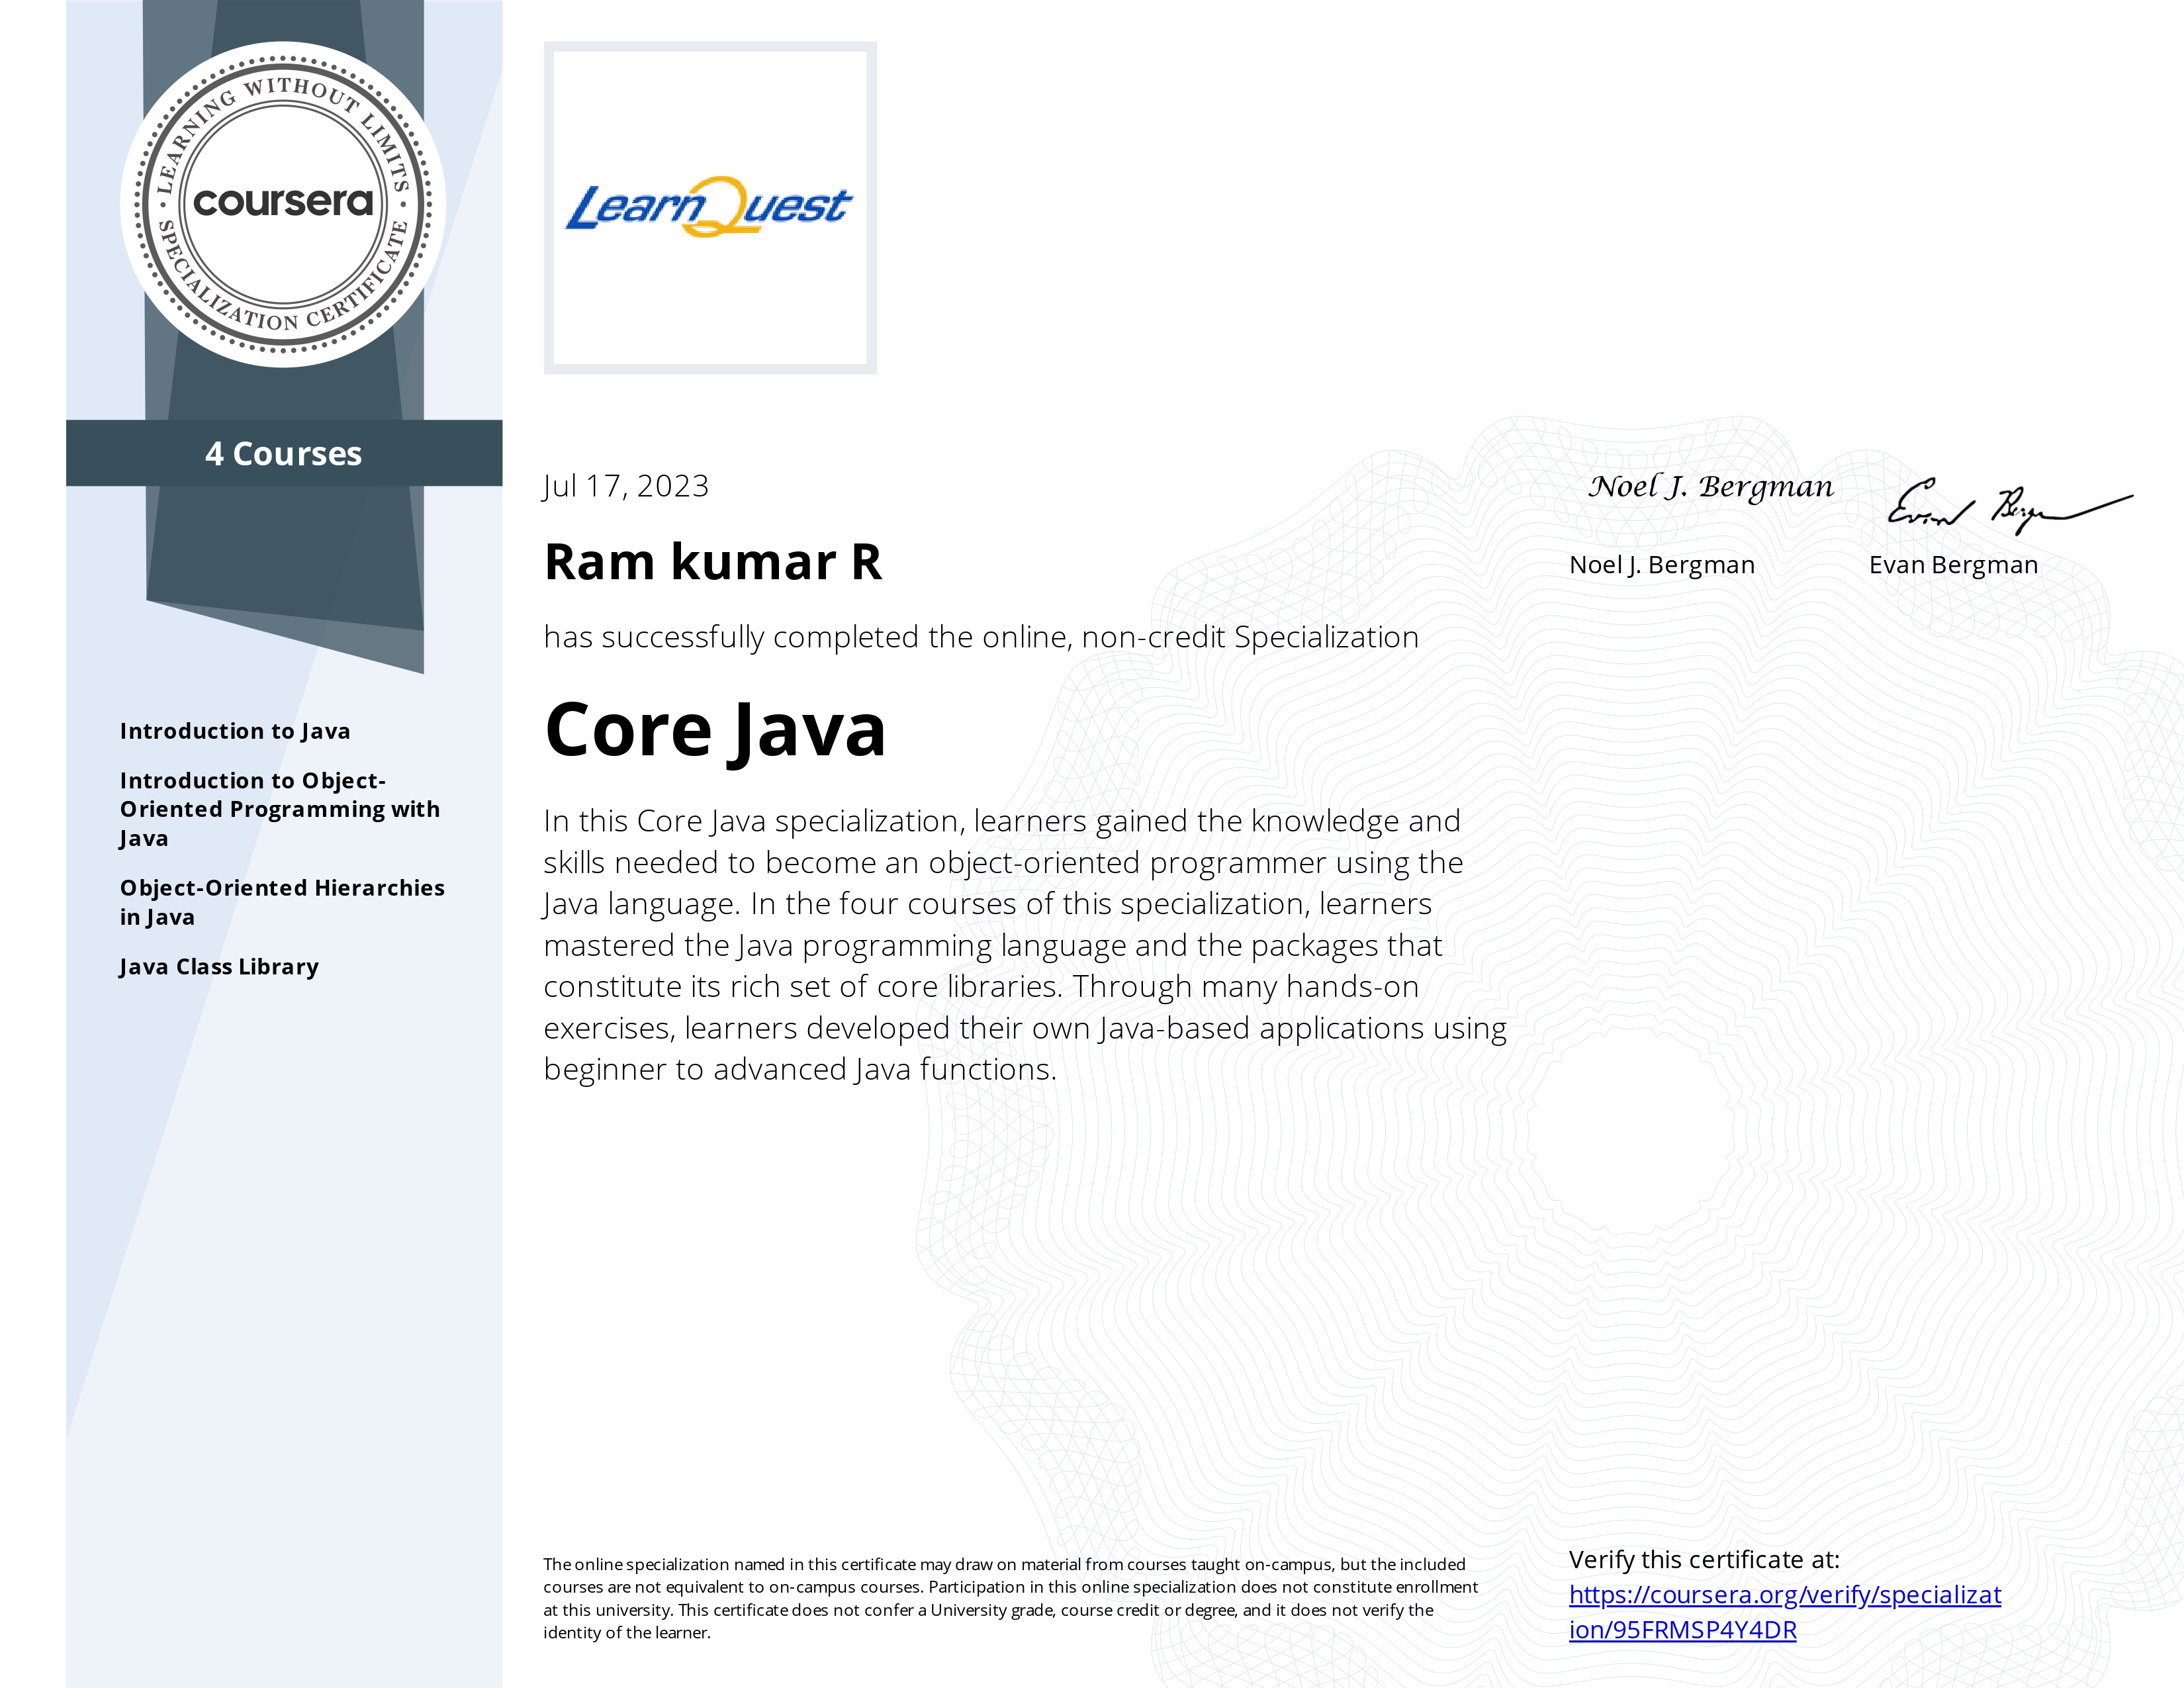 LEARNING WITHOUT LIMITS
coursera
SPECIALIZATION CERTIFICATE
4 Courses
Introduction to Java
Introduction to Object-
Oriented Programming with
Java
Object-Oriented Hierarchies
in Java
Java Class Library
LearnQuest
Jul 17, 2023
Ram kumar R
has successfully completed the online, non-credit Specialization
Core Java
In this Core Java specialization, learners gained the knowledge and
skills needed to become an object-oriented programmer using the
Java language. In the four courses of this specialization, learners
mastered the Java programming language and the packages that
constitute its rich set of core libraries. Through many hands-on
exercises, learners developed their own Java-based applications using
beginner to advanced Java functions.
Noel J. Bergman
Noel J. Bergman
Evan Bergman
The online specialization named in this certificate may draw on material from courses taught on-campus, but the included
courses are not equivalent to on-campus courses. Participation in this online specialization does not constitute enrollment
at this university. This certificate does not confer a University grade, course credit or degree, and it does not verify the
identity of the learner.
Verify this certificate at:
https://coursera.org/verify/specializat
ion/95FRMSP4Y4DR